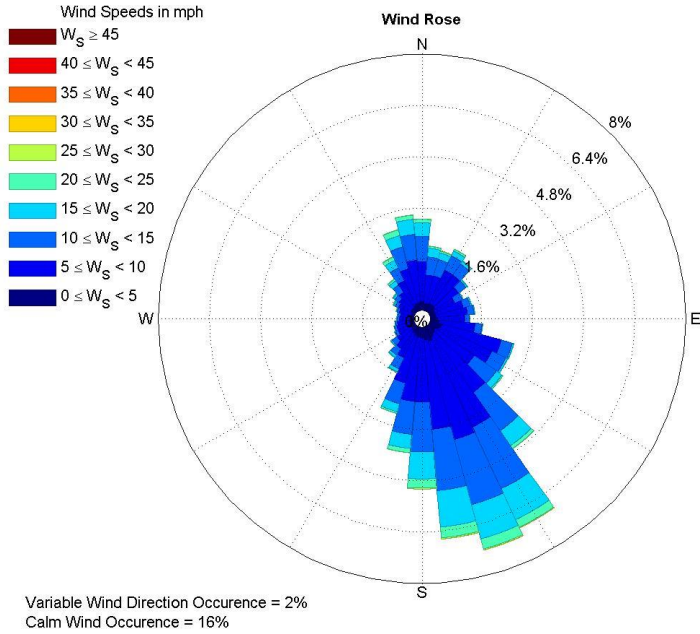 Wind Speeds in mph
W_S ≥ 45
40 ≤ W_S < 45
35 ≤ W_S < 40
30 ≤ W_S < 35
25 ≤ W_S < 30
20 ≤ W_S < 25
15 ≤ W_S < 20
10 ≤ W_S < 15
5 ≤ W_S < 10
0 ≤ W_S < 5
Wind Rose
N
8%
6.4%
4.8%
3.2%
1.6%
0%
W
E
S
Variable Wind Direction Occurence = 2%
Calm Wind Occurence = 16%